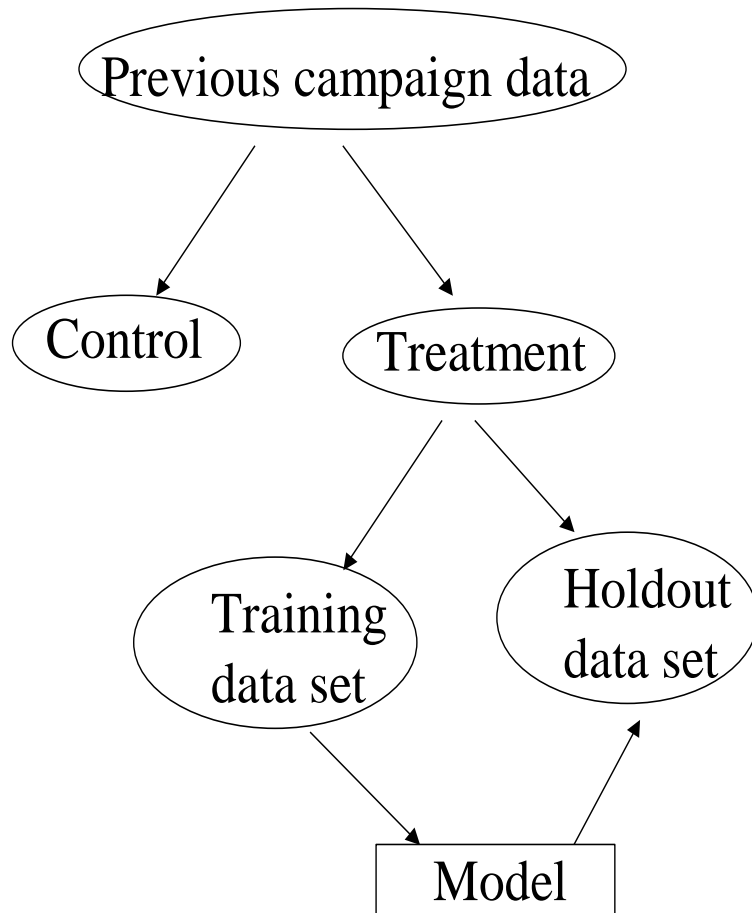 Previous campaign data
Control
Treatment
Training
data set
Holdout
data set
Model